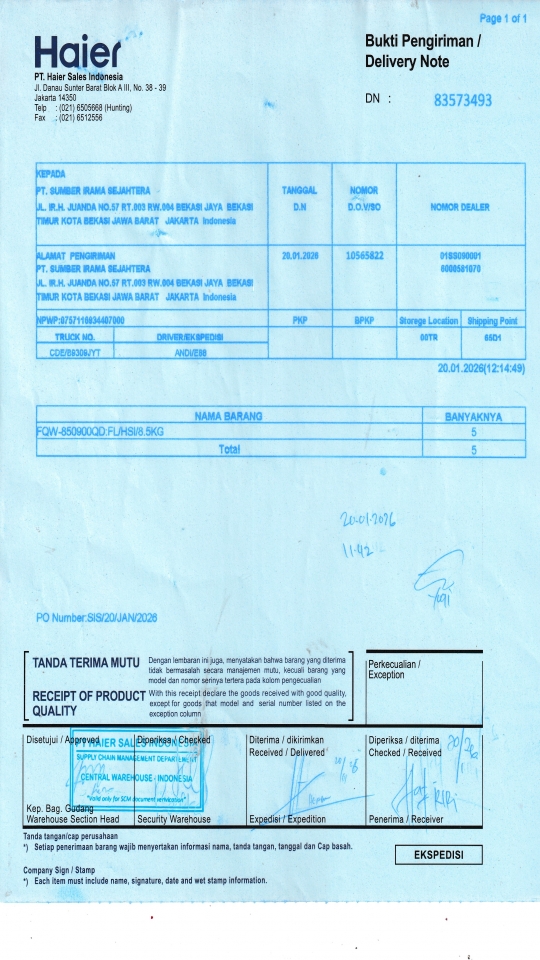 Page 1 of 1
Haier
Bukti Pengiriman /
Delivery Note
PT. Haier Sales Indonesia
Jl. Danau Sunter Barat Blok A III, No. 38 - 39
Jakarta 14350
Telp : (021) 6505668 (Hunting)
Fax : (021) 6512556
DN : 83573493
KEPADA
PT. SUMBER IRAMA SEJAHTERA
JL. IR.H. JUANDA NO.57 RT.003 RW.004 BEKASI JAYA BEKASI
TIMUR KOTA BEKASI JAWA BARAT JAKARTA Indonesia
TANGGAL
D.N
NOMOR
D.O.V/SO
NOMOR DEALER
ALAMAT PENGIRIMAN
PT. SUMBER IRAMA SEJAHTERA
JL. IR.H. JUANDA NO.57 RT.003 RW.004 BEKASI JAYA BEKASI
TIMUR KOTA BEKASI JAWA BARAT JAKARTA Indonesia
20.01.2026
10565822
NPWP: PKP BPKP Storege Location Shipping Point
TRUCK NO. DRIVER/EKSPEDISI 00TR 65D1
ANDI/E88
20.01.2026(12:14:49)
NAMA BARANG BANYAKNYA
FQW-850900QD:FL/HSI/8.5KG 5
Total 5
20-01-2026
11:42
Yogi
PO Number:SIS/20/JAN/2026
TANDA TERIMA MUTU
Dengan lembaran ini juga, menyatakan bahwa barang yang diterima
tidak bermasalah secara manajemen mutu, kecuali barang yang
model dan nomor serinya tertera pada kolom pengecualian
RECEIPT OF PRODUCT
QUALITY
With this receipt declare the goods received with good quality,
except for goods that model and serial number listed on the
exception column
Perkecualian /
Exception
Disetujui / Approved
Diperiksa / Checked
Diterima / dikirimkan
Received / Delivered
Diperiksa / diterima
Checked / Received
PT HAIER SALES INDONESIA
SUPPLY CHAIN MANAGEMENT DEPARTEMENT
CENTRAL WAREHOUSE - INDONESIA
Kep. Bag. Gudang
Warehouse Section Head
Security Warehouse
Expedisi / Expedition
Penerima / Receiver
Tanda tangan/cap perusahaan
*) Setiap penerimaan barang wajib menyertakan informasi nama, tanda tangan, tanggal dan Cap basah.
EKSPEDISI
Company Sign / Stamp
*) Each item must include name, signature, date and wet stamp information.